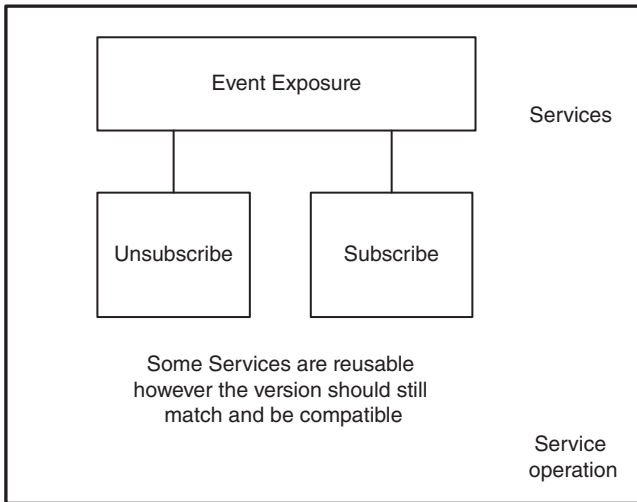 Event Exposure
Services
Unsubscribe
Subscribe
Some Services are reusable
however the version should still
match and be compatible
Service
operation